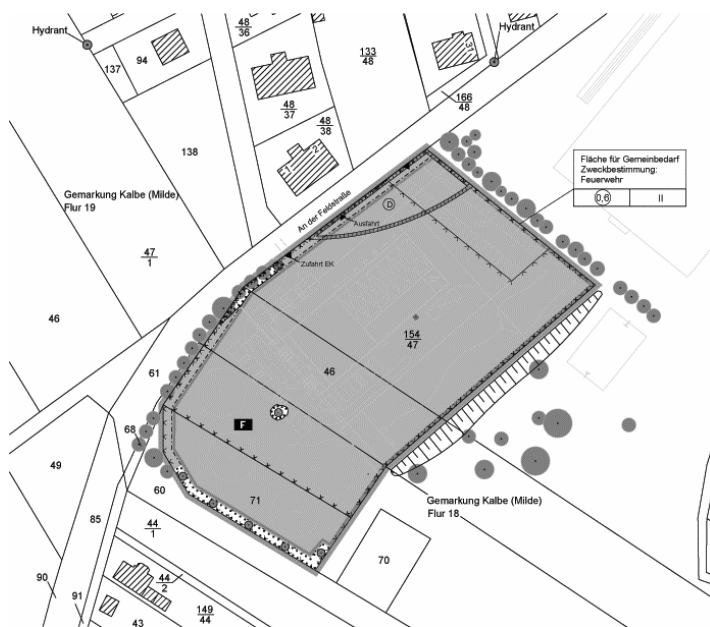 Hydrant
48
36
94
137
133
48
31
Hydrant
166
48
48
37
48
38
138
1
2
Gemarkung Kalbe (Milde)
Flur 19
An der Feldstraße
D
Ausfahrt
Zufahrt EK
Fläche für Gemeinbedarf
Zweckbestimmung:
Feuerwehr
0,6
II
47
1
46
154
47
61
46
F
68
49
60
71
Gemarkung Kalbe (Milde)
Flur 18
85
44
1
70
90
44
2
91
43
149
44